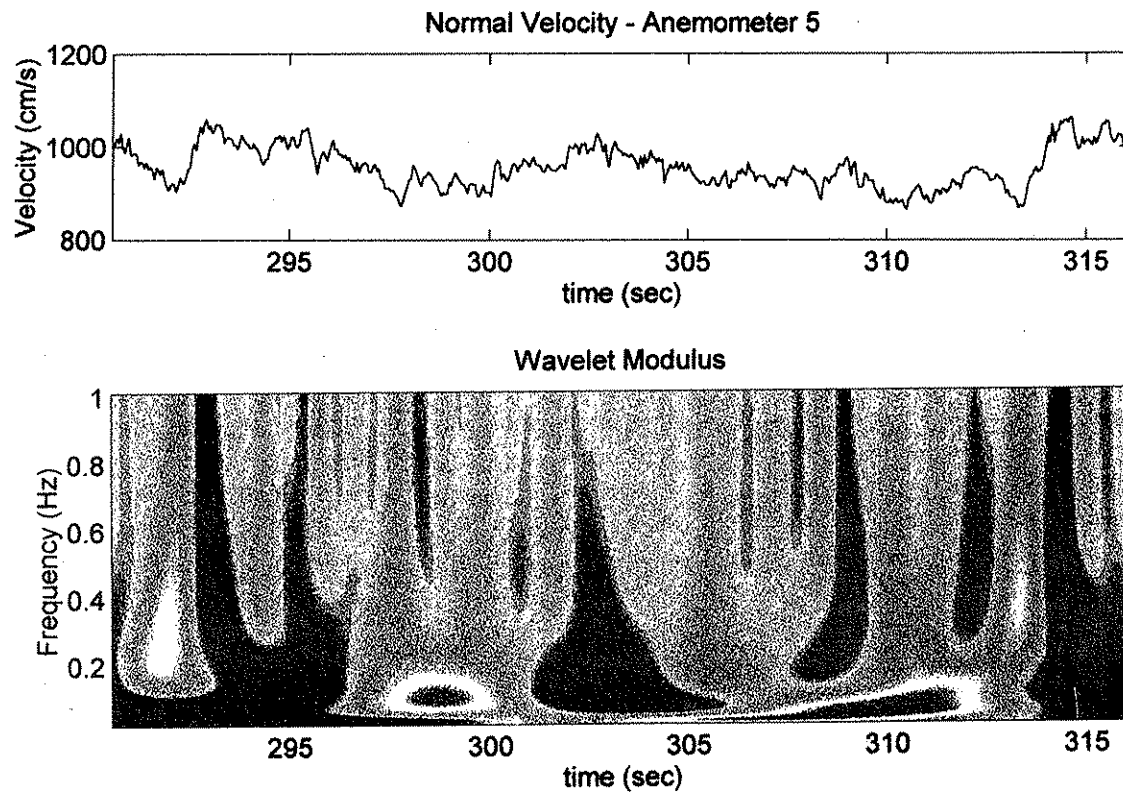 Normal Velocity - Anemometer 5
1200
1000
800
Velocity (cm/s)
295 300 305 310 315
time (sec)
Wavelet Modulus
1
0.8
0.6
0.4
0.2
Frequency (Hz)
295 300 305 310 315
time (sec)